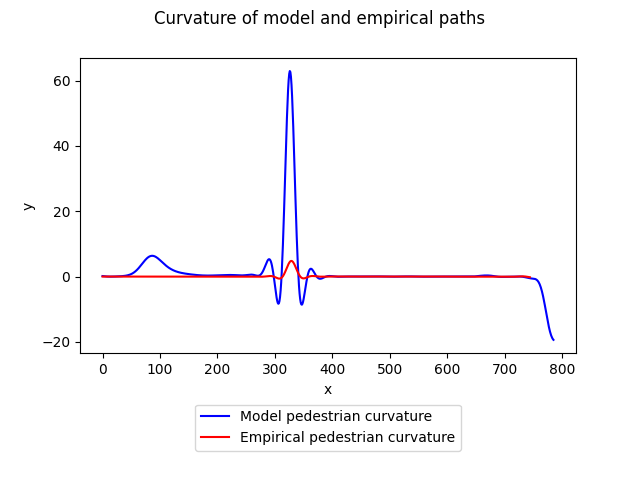 Curvature of model and empirical paths
60
40
20
0
−20
y
0 100 200 300 400 500 600 700 800
x
Model pedestrian curvature
Empirical pedestrian curvature